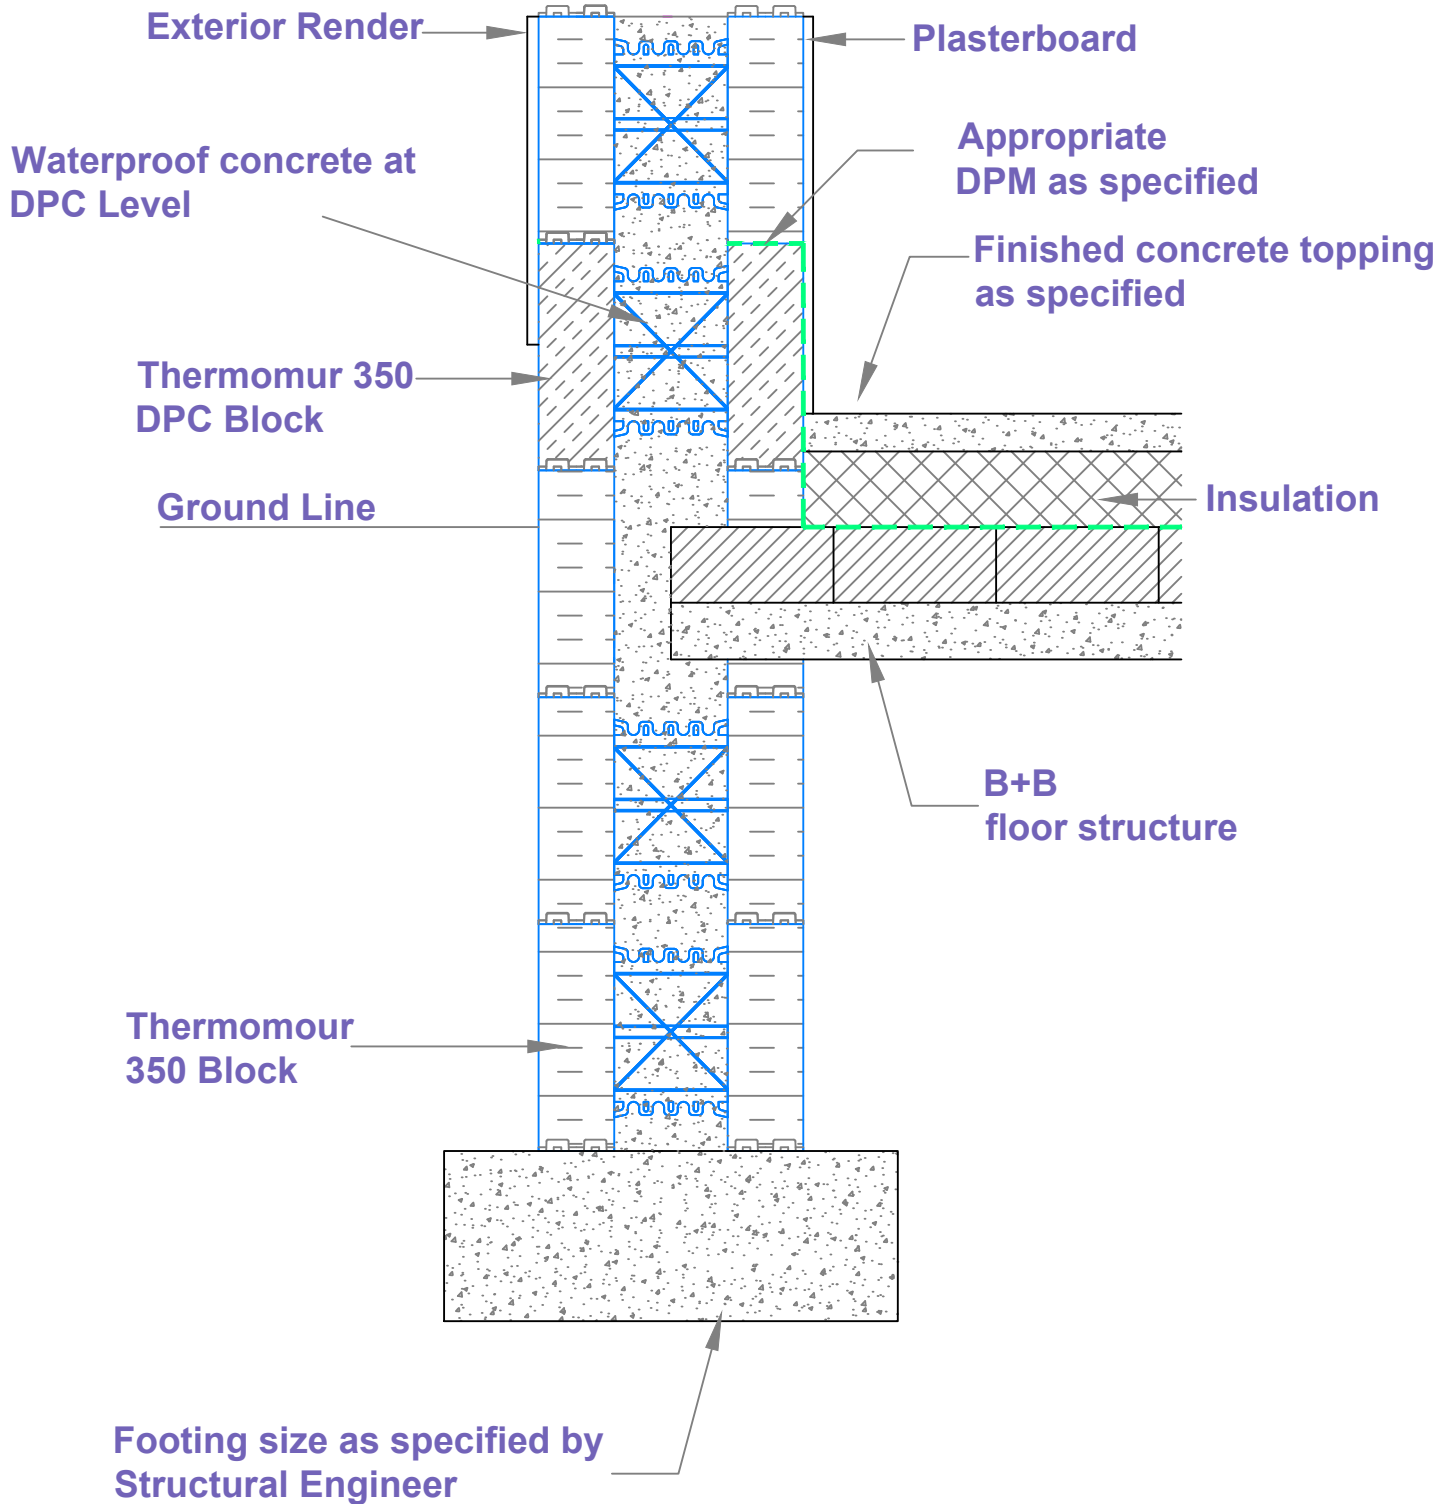 Exterior Render
Plasterboard
Waterproof concrete at
DPC Level
Appropriate
DPM as specified
Finished concrete topping
as specified
Thermomur 350
DPC Block
Ground Line
Insulation
B+B
floor structure
Thermomour
350 Block
Footing size as specified by
Structural Engineer